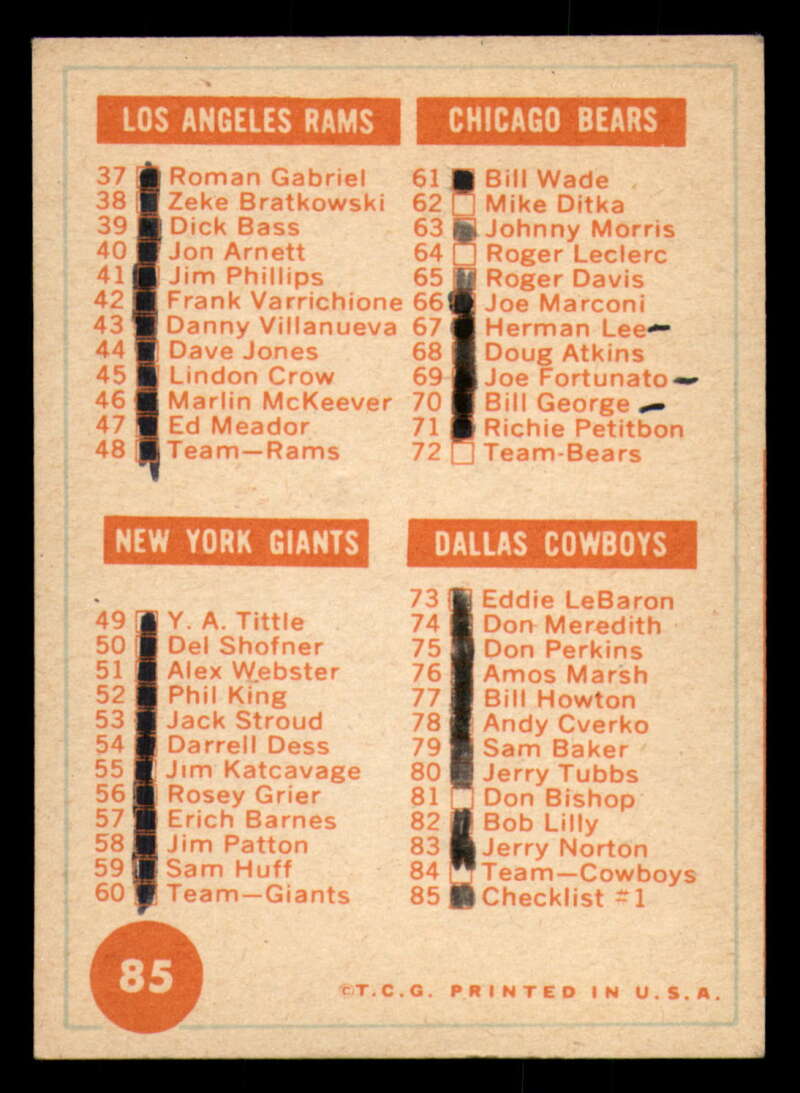 LOS ANGELES RAMS
37 Roman Gabriel
38 Zeke Bratkowski
39 Dick Bass
40 Jon Arnett
41 Jim Phillips
42 Frank Varrichione
43 Danny Villanueva
44 Dave Jones
45 Lindon Crow
46 Marlin McKeever
47 Ed Meador
48 Team—Rams
CHICAGO BEARS
61 Bill Wade
62 Mike Ditka
63 Johnny Morris
64 Roger Leclerc
65 Roger Davis
66 Joe Marconi
67 Herman Lee
68 Doug Atkins
69 Joe Fortunato
70 Bill George
71 Richie Petitbon
72 Team-Bears
NEW YORK GIANTS
49 Y. A. Tittle
50 Del Shofner
51 Alex Webster
52 Phil King
53 Jack Stroud
54 Darrell Dess
55 Jim Katcavage
56 Rosey Grier
57 Erich Barnes
58 Jim Patton
59 Sam Huff
60 Team—Giants
DALLAS COWBOYS
73 Eddie LeBaron
74 Don Meredith
75 Don Perkins
76 Amos Marsh
77 Bill Howton
78 Andy Cverko
79 Sam Baker
80 Jerry Tubbs
81 Don Bishop
82 Bob Lilly
83 Jerry Norton
84 Team—Cowboys
85 Checklist #1
85
©T.C.G. PRINTED IN U.S.A.